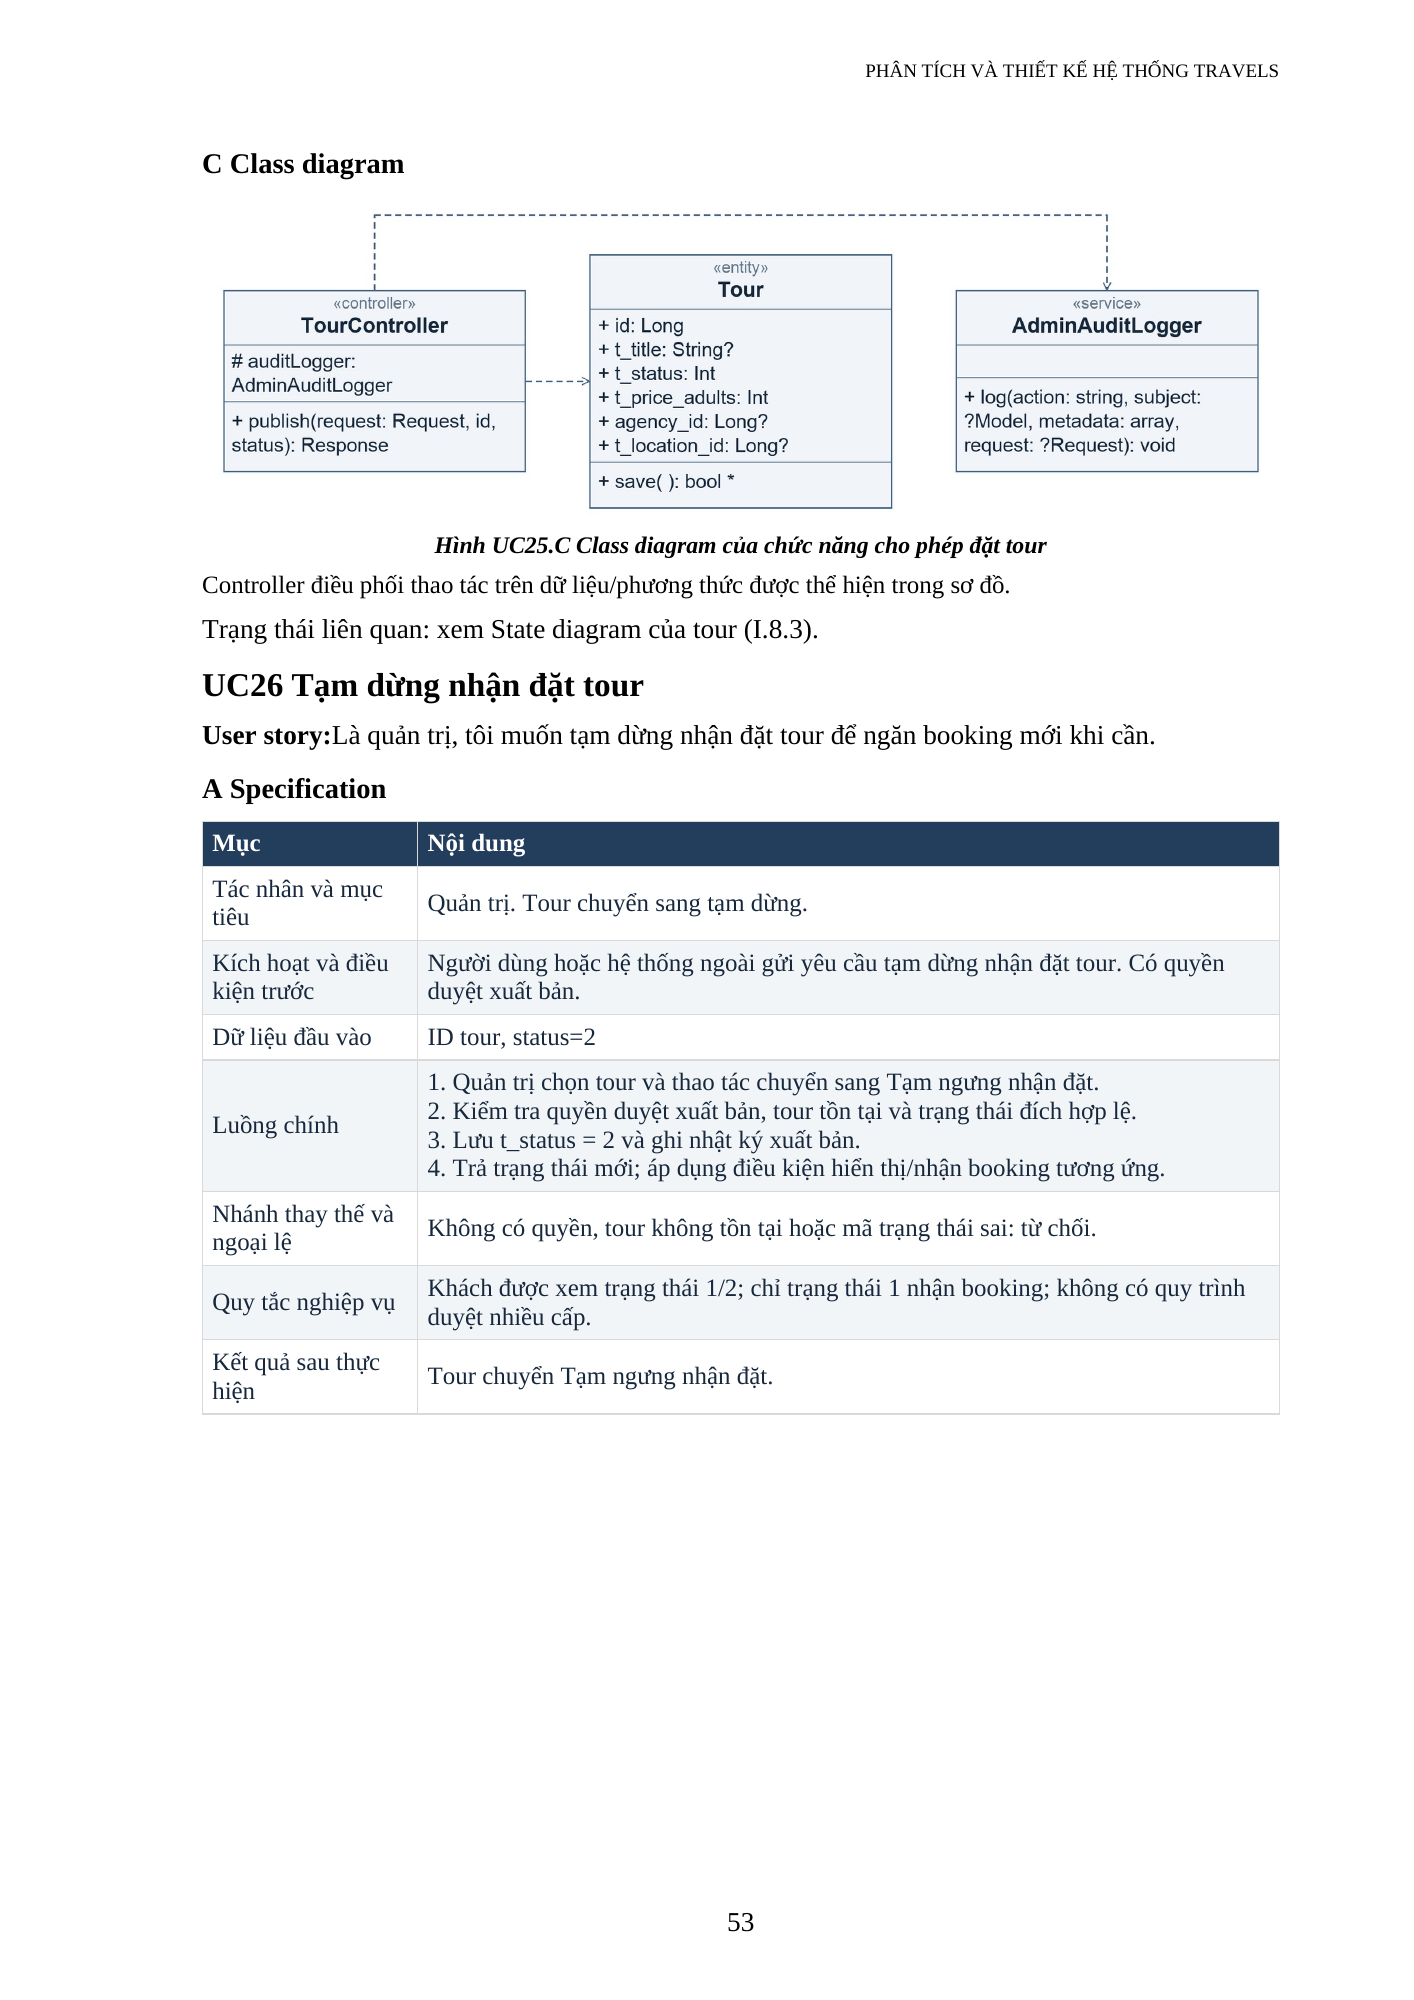 PHÂN TÍCH VÀ THIẾT KẾ HỆ THỐNG TRAVELS
C Class diagram
«controller»
TourController
# auditLogger:
AdminAuditLogger
+ publish(request: Request, id,
status): Response
«entity»
Tour
+ id: Long
+ t_title: String?
+ t_status: Int
+ t_price_adults: Int
+ agency_id: Long?
+ t_location_id: Long?
+ save( ): bool *
«service»
AdminAuditLogger
+ log(action: string, subject:
?Model, metadata: array,
request: ?Request): void
Hình UC25.C Class diagram của chức năng cho phép đặt tour
Controller điều phối thao tác trên dữ liệu/phương thức được thể hiện trong sơ đồ.
Trạng thái liên quan: xem State diagram của tour (I.8.3).
UC26 Tạm dừng nhận đặt tour
User story:Là quản trị, tôi muốn tạm dừng nhận đặt tour để ngăn booking mới khi cần.
A Specification
Mục
Nội dung
Tác nhân và mục
tiêu
Quản trị. Tour chuyển sang tạm dừng.
Kích hoạt và điều
kiện trước
Người dùng hoặc hệ thống ngoài gửi yêu cầu tạm dừng nhận đặt tour. Có quyền
duyệt xuất bản.
Dữ liệu đầu vào
ID tour, status=2
Luồng chính
1. Quản trị chọn tour và thao tác chuyển sang Tạm ngưng nhận đặt.
2. Kiểm tra quyền duyệt xuất bản, tour tồn tại và trạng thái đích hợp lệ.
3. Lưu t_status = 2 và ghi nhật ký xuất bản.
4. Trả trạng thái mới; áp dụng điều kiện hiển thị/nhận booking tương ứng.
Nhánh thay thế và
ngoại lệ
Không có quyền, tour không tồn tại hoặc mã trạng thái sai: từ chối.
Quy tắc nghiệp vụ
Khách được xem trạng thái 1/2; chỉ trạng thái 1 nhận booking; không có quy trình
duyệt nhiều cấp.
Kết quả sau thực
hiện
Tour chuyển Tạm ngưng nhận đặt.
53